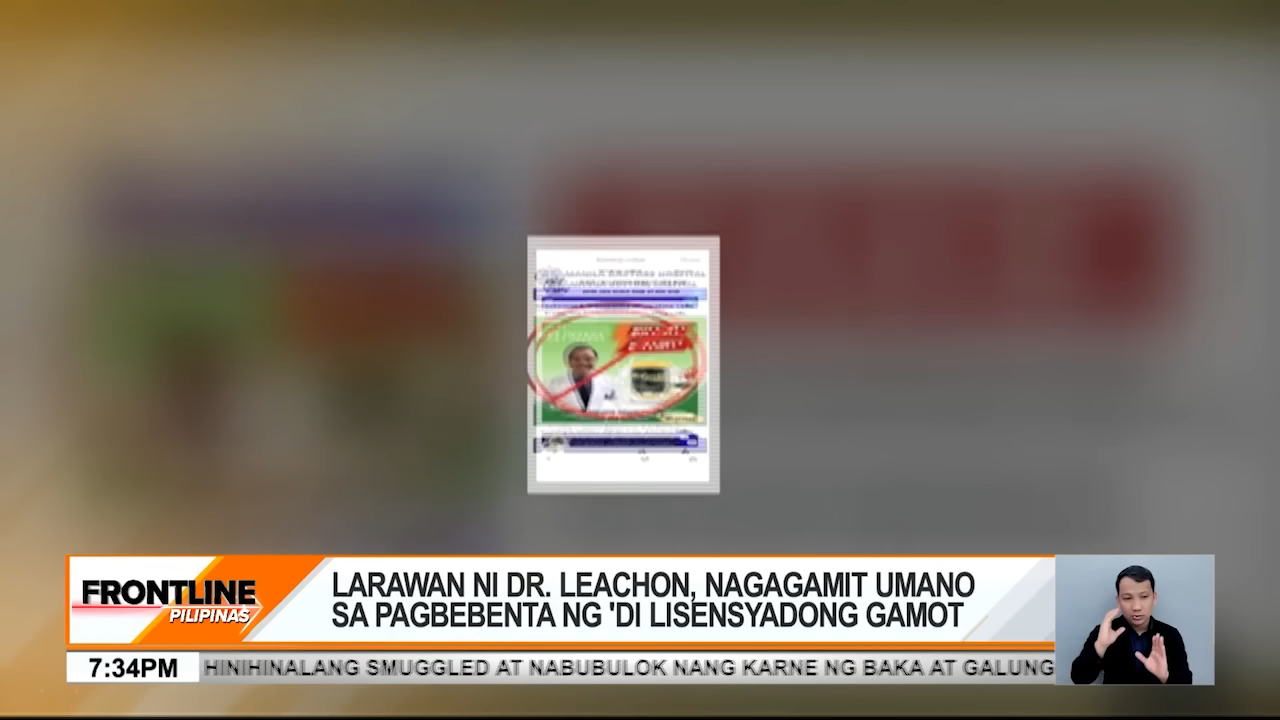 FRONTLINE
PILIPINAS
LARAWAN NI DR. LEACHON, NAGAGAMIT UMANO
SA PAGBEBENTA NG 'DI LISENSYADONG GAMOT
7:34PM
HINIHINALANG SMUGGLED AT NABUBULOK NANG KARNE NG BAKA AT GALUNG